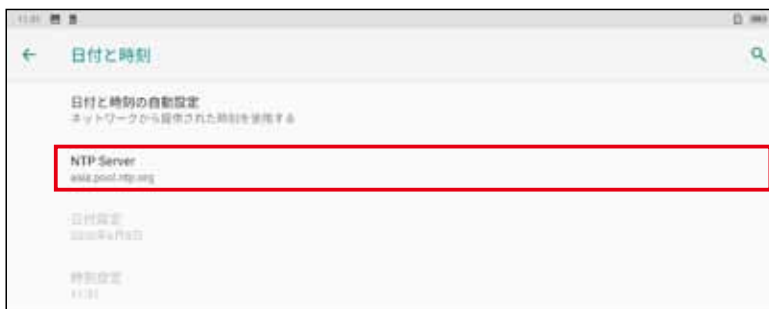 11:31
日付と時刻
日付と時刻の自動設定
ネットワークから提供された時刻を使用する
NTP Server
asia.pool.ntp.org
日付設定
時刻設定
11:31